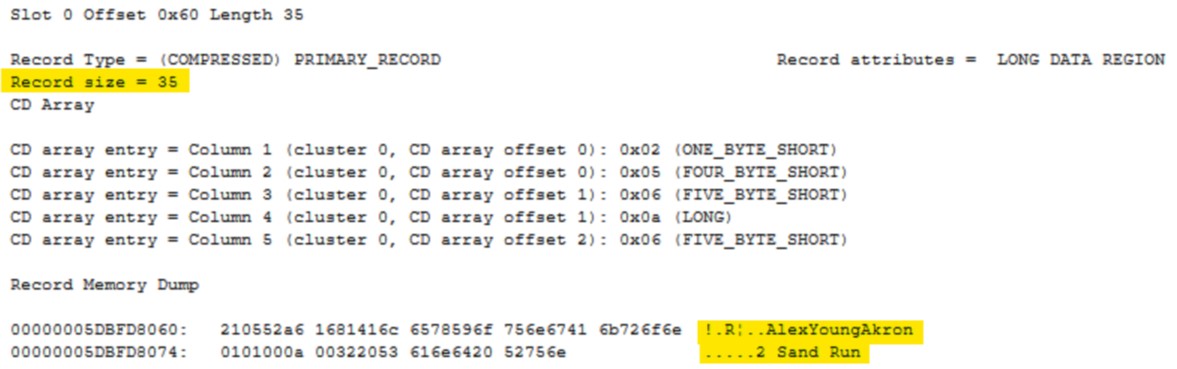 Slot 0 Offset 0x60 Length 35
Record Type = (COMPRESSED) PRIMARY_RECORD Record attributes = LONG DATA REGION
Record size = 35
CD Array
CD array entry = Column 1 (cluster 0, CD array offset 0): 0x02 (ONE_BYTE_SHORT)
CD array entry = Column 2 (cluster 0, CD array offset 0): 0x05 (FOUR_BYTE_SHORT)
CD array entry = Column 3 (cluster 0, CD array offset 1): 0x06 (FIVE_BYTE_SHORT)
CD array entry = Column 4 (cluster 0, CD array offset 1): 0x0a (LONG)
CD array entry = Column 5 (cluster 0, CD array offset 2): 0x06 (FIVE_BYTE_SHORT)
Record Memory Dump
00000005DBFD8060: 210552a6 1681416c 6578596f 756e6741 6b726f6e !.R¦..AlexYoungAkron
00000005DBFD8074: 0101000a 00322053 616e6420 52756e .....2 Sand Run